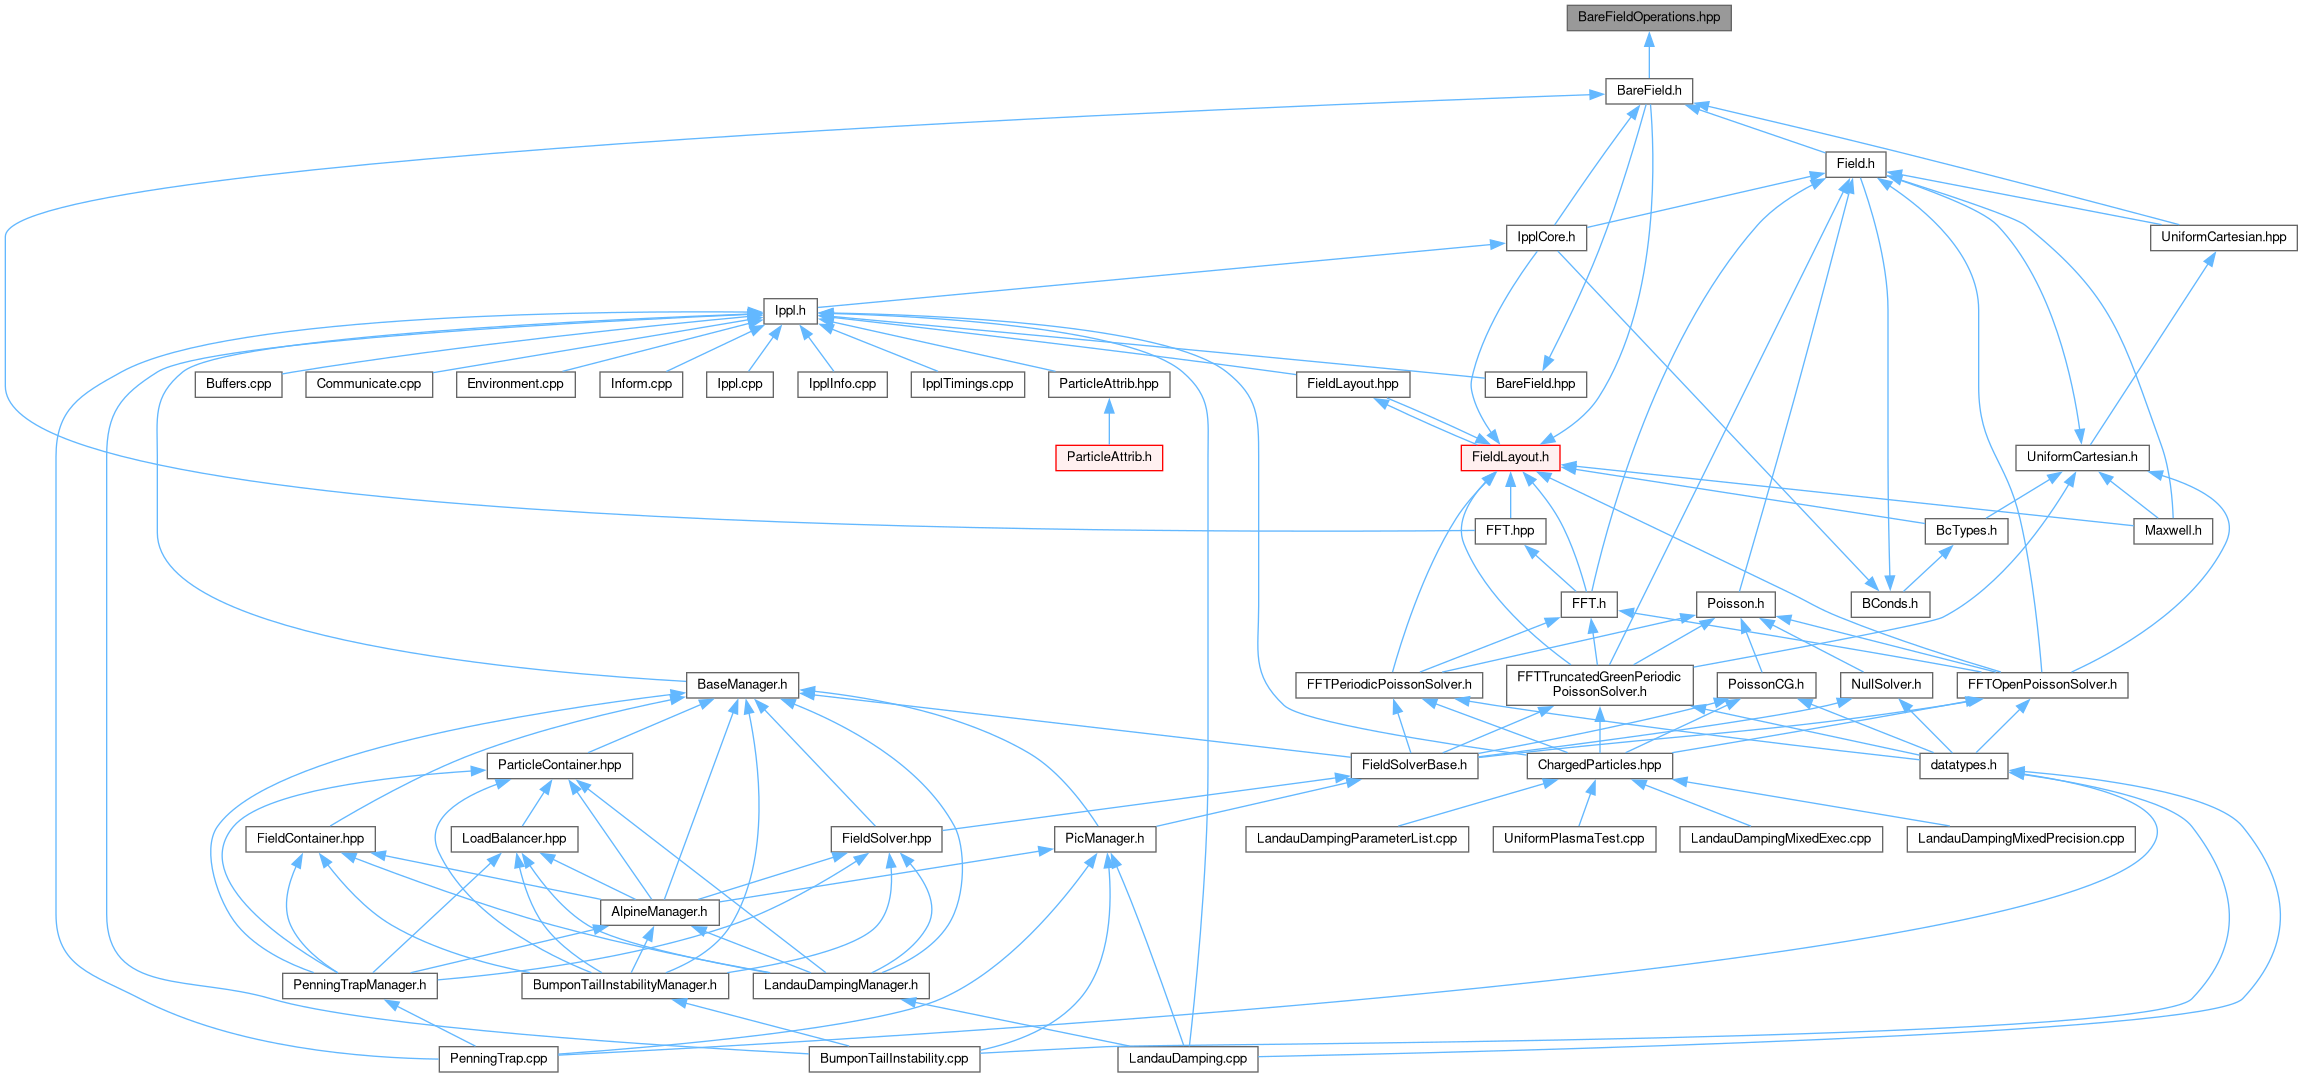 BareFieldOperations.hpp
BareField.h
Field.h
IpplCore.h
UniformCartesian.hpp
Ippl.h
Buffers.cpp
Communicate.cpp
Environment.cpp
Inform.cpp
Ippl.cpp
IpplInfo.cpp
IpplTimings.cpp
ParticleAttrib.hpp
FieldLayout.hpp
BareField.hpp
ParticleAttrib.h
FieldLayout.h
UniformCartesian.h
FFT.hpp
BcTypes.h
Maxwell.h
FFT.h
Poisson.h
BConds.h
BaseManager.h
FFTPeriodicPoissonSolver.h
FFTTruncatedGreenPeriodic
PoissonSolver.h
PoissonCG.h
NullSolver.h
FFTOpenPoissonSolver.h
ParticleContainer.hpp
FieldSolverBase.h
ChargedParticles.hpp
datatypes.h
FieldContainer.hpp
LoadBalancer.hpp
FieldSolver.hpp
PicManager.h
LandauDampingParameterList.cpp
UniformPlasmaTest.cpp
LandauDampingMixedExec.cpp
LandauDampingMixedPrecision.cpp
AlpineManager.h
PenningTrapManager.h
BumponTailInstabilityManager.h
LandauDampingManager.h
PenningTrap.cpp
BumponTailInstability.cpp
LandauDamping.cpp